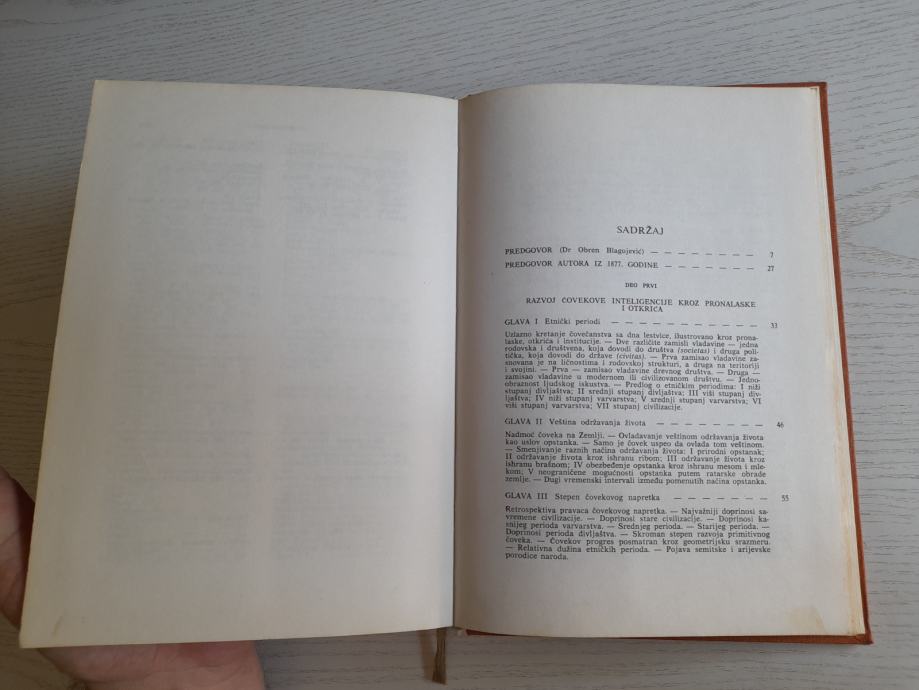 SADRŽAJ
PREDGOVOR (Dr Obren Blagojević) — — — — — — — — 7
PREDGOVOR AUTORA IZ 1877. GODINE — — — — — — — 27
DEO PRVI
RAZVOJ ČOVEKOVE INTELIGENCIJE KROZ PRONALASKE
I OTKRIĆA
GLAVA I Etnički periodi — — — — — — — — — — — — 33
Uzlazno kretanje čovečanstva sa dna lestvice, ilustrovano kroz prona-
laske, otkrića i institucije. — Dve različite zamisli vladavine — jedna
rodovska i društvena, koja dovodi do društva (societas) i druga poli-
tička, koja dovodi do države (civitas). — Prva zamisao vladavine za-
snovana je na ličnostima i rodovskoj strukturi, a druga na teritoriji
i svojini. — Prva — zamisao vladavine drevnog društva. — Druga —
zamisao vladavine u modernom ili civilizovanom društvu. — Jedno-
obraznost ljudskog iskustva. — Predlog o etničkim periodima: I niži
stupanj divljaštva; II srednji stupanj divljaštva; III viši stupanj div-
ljaštva; IV niži stupanj varvarstva; V srednji stupanj varvarstva; VI
viši stupanj varvarstva; VII stupanj civilizacije.
GLAVA II Veština održavanja života — — — — — — — — — 46
Nadmoć čoveka na Zemlji. — Ovladavanje veštinom održavanja života
kao uslov opstanka. — Samo je čovek uspeo da ovlada tom veštinom.
— Smenjivanje raznih načina održavanja života: I prirodni opstanak;
II održavanje života kroz ishranu ribom; III održavanje života kroz
ishranu brašnom; IV obezbeđenje opstanka kroz ishranu mesom i mle-
kom; V neograničene mogućnosti opstanka putem ratarske obrade
zemlje. — Dugi vremenski intervali između pomenutih načina opstanka.
GLAVA III Stepen čovekovog napretka — — — — — — — — 55
Retrospektiva pravaca čovekovog napretka. — Najvažniji doprinosi sa-
vremene civilizacije. — Doprinosi stare civilizacije. — Doprinosi ka-
snijeg perioda varvarstva. — Srednjeg perioda. — Starijeg perioda. —
Doprinosi perioda divljaštva. — Skroman stepen razvoja primitivnog
čoveka. — Čovekov progres posmatran kroz geometrijsku srazmeru.
— Relativna dužina etničkih perioda. — Pojava semitske i arijevske
porodice naroda.